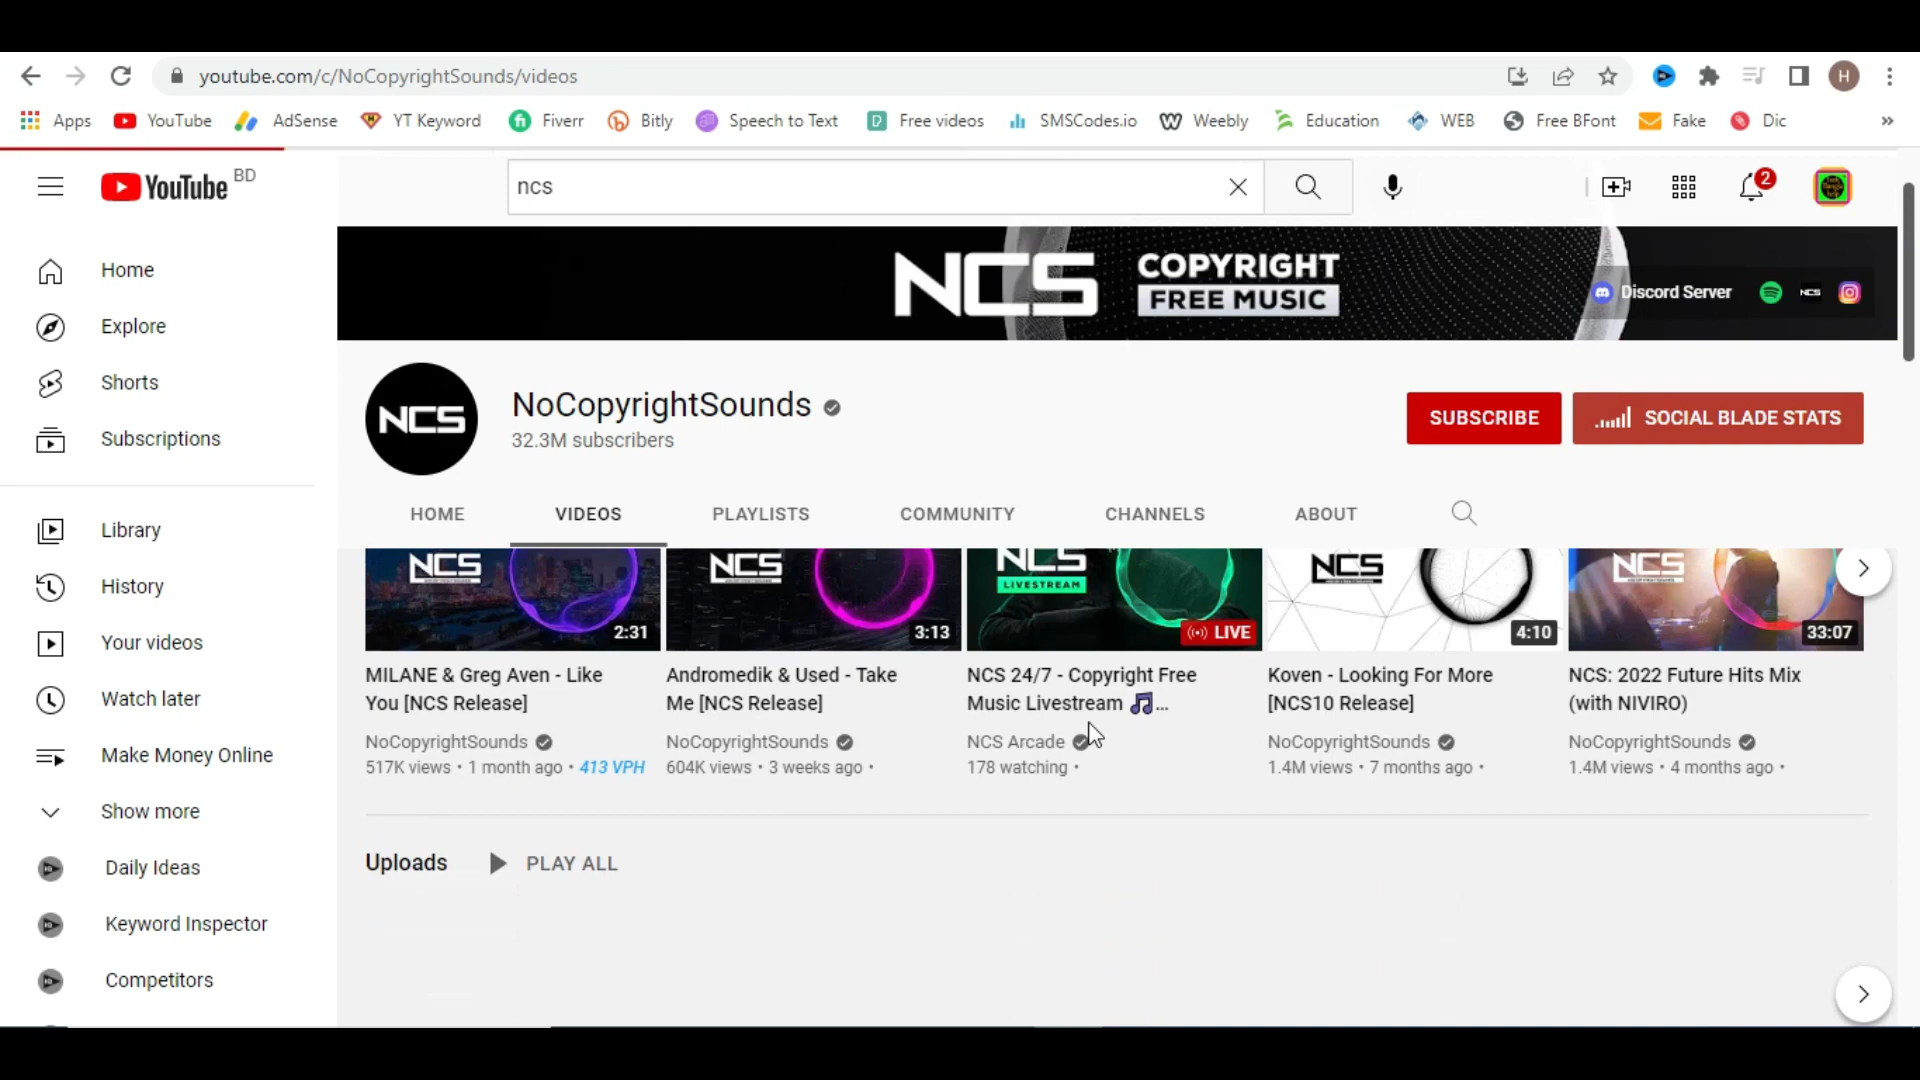 youtube.com/c/NoCopyrightSounds/videos
H
Apps YouTube AdSense YT Keyword Fiverr Bitly Speech to Text Free videos SMSCodes.io Weebly Education WEB Free BFont Fake Dic »
YouTube BD
ncs
2
Home
Explore
Shorts
Subscriptions
Library
History
Your videos
Watch later
Make Money Online
Show more
Daily Ideas
Keyword Inspector
Competitors
NCS COPYRIGHT
FREE MUSIC
Discord Server NCS
NCS
NoCopyrightSounds
32.3M subscribers
SUBSCRIBE
SOCIAL BLADE STATS
HOME VIDEOS PLAYLISTS COMMUNITY CHANNELS ABOUT
NCS
2:31
MILANE & Greg Aven - Like
You [NCS Release]
NoCopyrightSounds
517K views • 1 month ago • 413 VPH
NCS
3:13
Andromedik & Used - Take
Me [NCS Release]
NoCopyrightSounds
604K views • 3 weeks ago •
NCS
LIVESTREAM
LIVE
NCS 24/7 - Copyright Free
Music Livestream 🎵...
NCS Arcade
178 watching •
NCS
4:10
Koven - Looking For More
[NCS10 Release]
NoCopyrightSounds
1.4M views • 7 months ago •
NCS
33:07
NCS: 2022 Future Hits Mix
(with NIVIRO)
NoCopyrightSounds
1.4M views • 4 months ago •
Uploads PLAY ALL